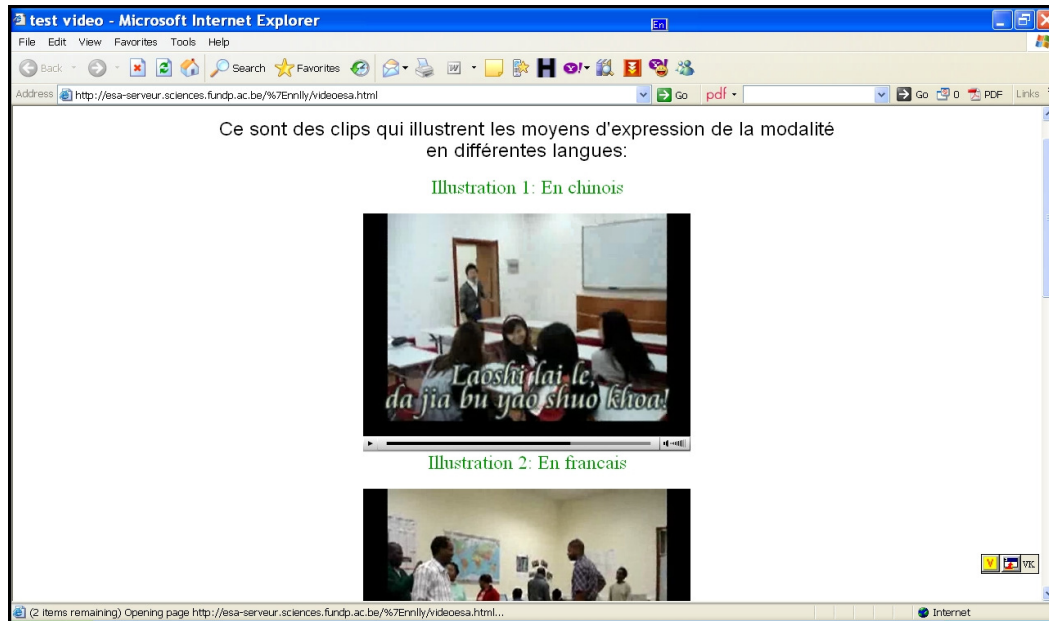 test video - Microsoft Internet Explorer
En
File Edit View Favorites Tools Help
Back Search Favorites
Address http://esa-serveur.sciences.fundp.ac.be/%7Ennlly/videoesa.html Go pdf Go 0 PDF Links
Ce sont des clips qui illustrent les moyens d'expression de la modalité
en différentes langues:
Illustration 1: En chinois
Laoshi lai le,
da jia bu yao shuo khoa!
Illustration 2: En francais
V VK
(2 items remaining) Opening page http://esa-serveur.sciences.fundp.ac.be/%7Ennlly/videoesa.html... Internet